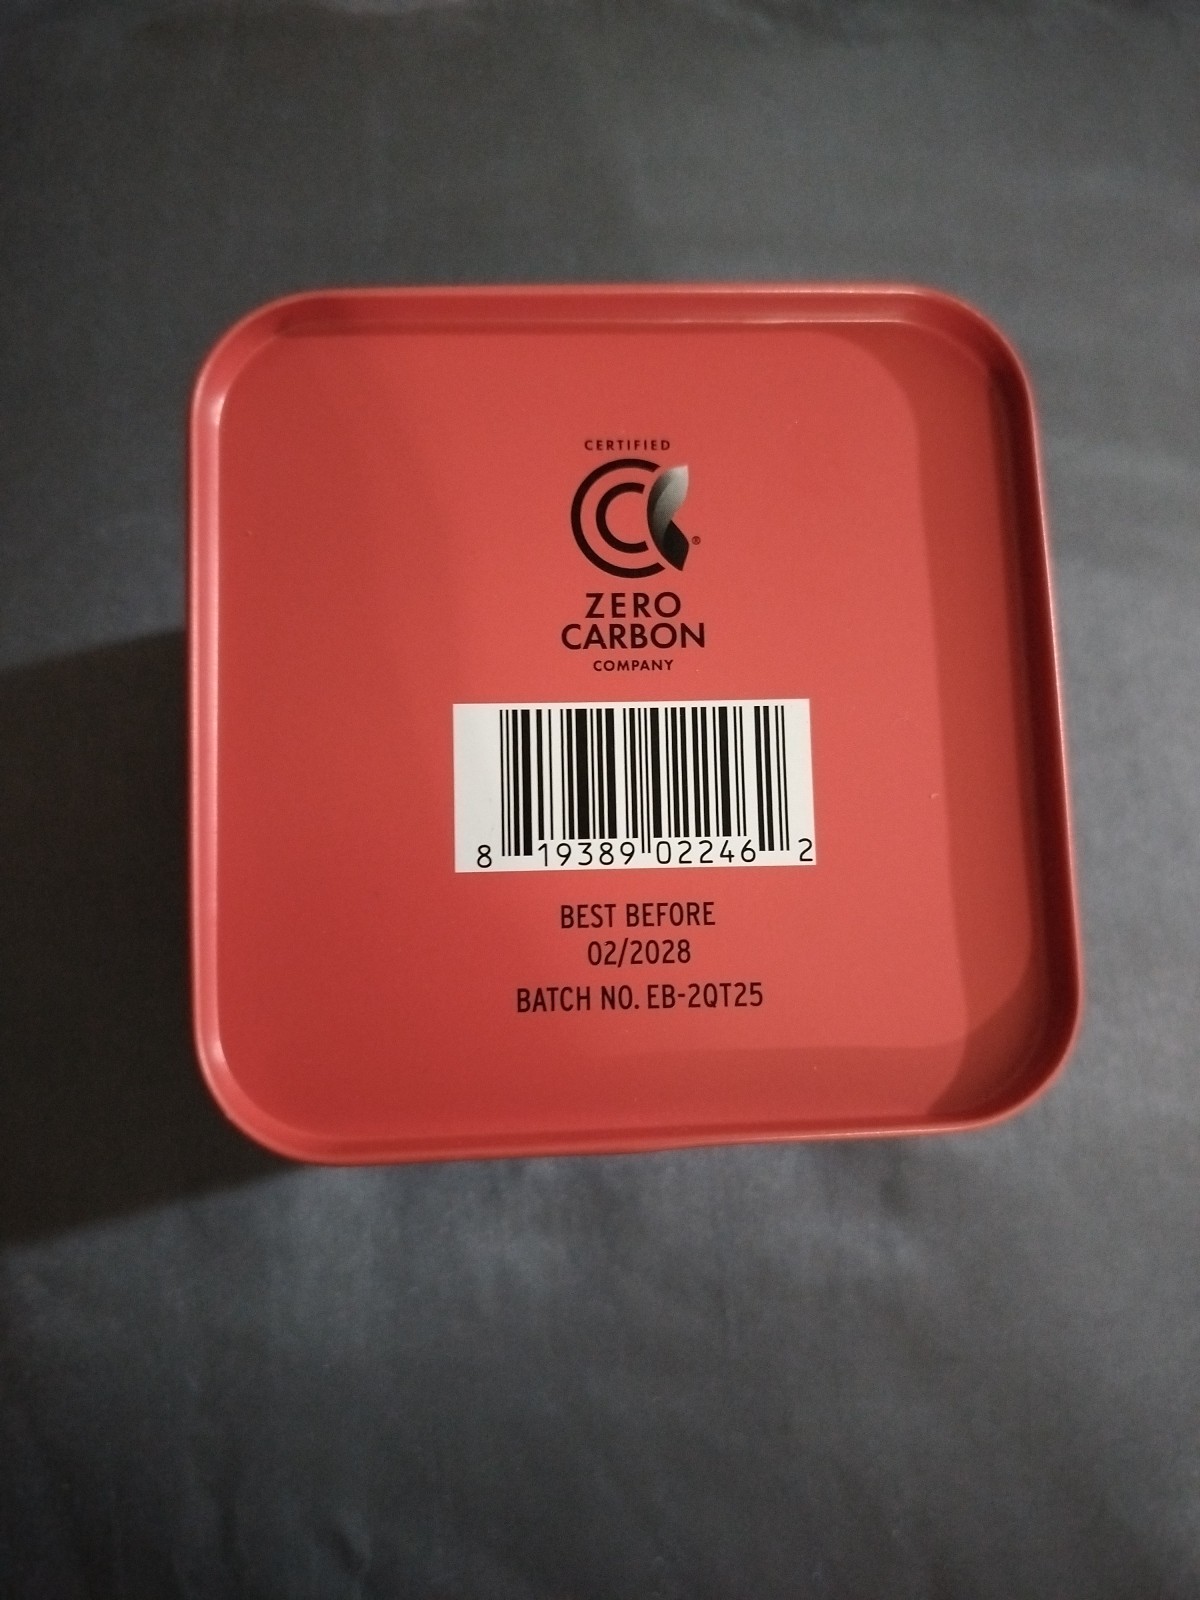 CERTIFIED
®
ZERO
CARBON
COMPANY
8 19389 02246 2
BEST BEFORE
02/2028
BATCH NO. EB-2QT25